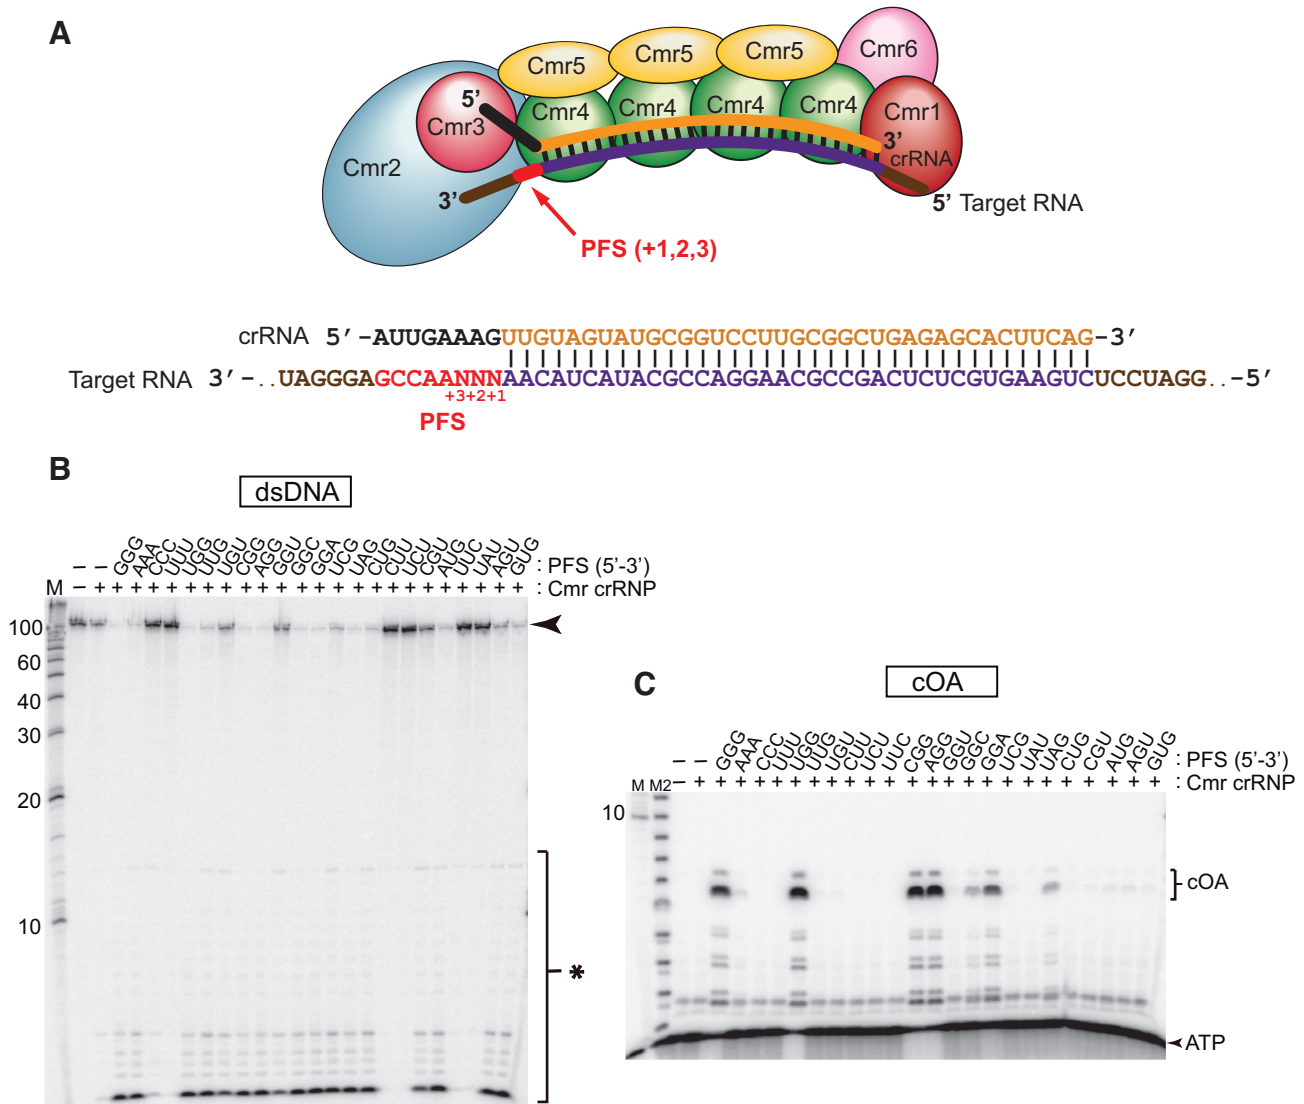 A
Cmr5
Cmr5
Cmr5
Cmr6
5'
Cmr3
Cmr4
Cmr4
Cmr4
Cmr4
Cmr1
Cmr2
3'
crRNA
3'
5' Target RNA
PFS (+1,2,3)
crRNA 5'-AUUGAAAGUUGUAGUAUGCGGUCCUUGCGGCUGAGAGCACUUCAG-3'
Target RNA 3'-..UAGGGAGCCAANNNAACAUCAUACGCCAGGAACGCCGACUCUCGUGAAGUCUCCUAGG..-5'
+3+2+1
PFS
B
dsDNA
– – GGG AAA CCC UUU UGG UUG UGU CGG AGG GGU GGC GGA UCG UAG CUG CUU UCU CGU AUG UUC UAU AGU GUG : PFS (5'-3')
M – + + + + + + + + + + + + + + + + + + + + + + + + : Cmr crRNP
100
60
40
30
20
10
*
C
cOA
– – GGG AAA CCC UUU UGG UUG UGU CUU UCU UUC CGG AGG GGU GGC GGA UCG UAU UAG CUG CGU AUG AGU GUG : PFS (5'-3')
M M2 – + + + + + + + + + + + + + + + + + + + + + + + + : Cmr crRNP
10
cOA
ATP